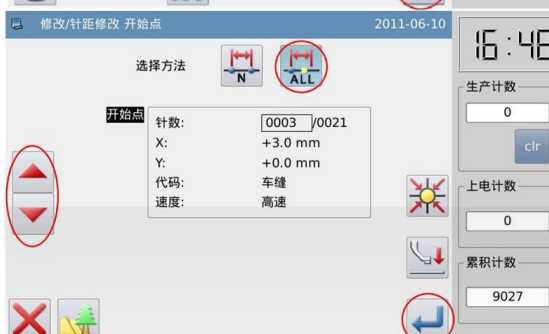 修改/针距修改 开始点 2011-06-10
选择方法
N
ALL
开始点
针数: 0003 /0021
X: +3.0 mm
Y: +0.0 mm
代码: 车缝
速度: 高速
生产计数
0
clr
上电计数
0
累积计数
9027